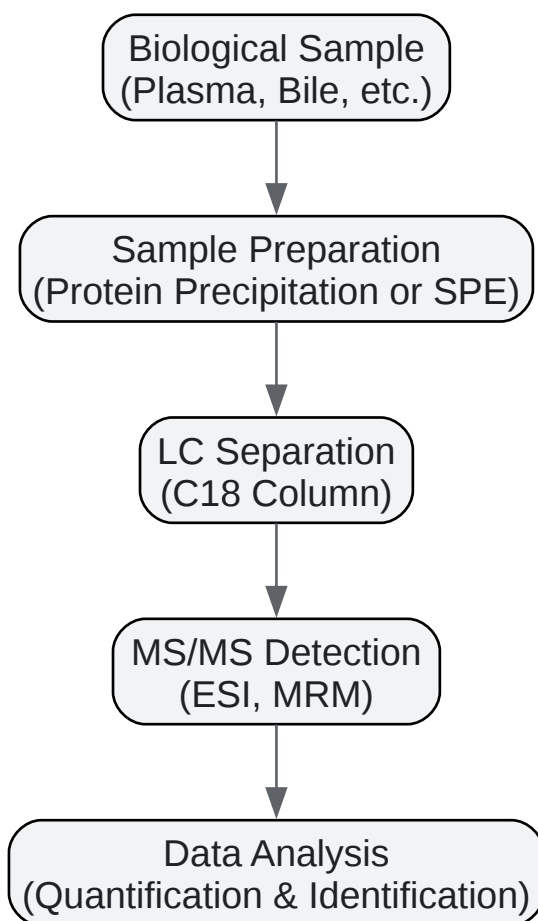 Biological Sample
(Plasma, Bile, etc.)
Sample Preparation
(Protein Precipitation or SPE)
LC Separation
(C18 Column)
MS/MS Detection
(ESI, MRM)
Data Analysis
(Quantification & Identification)